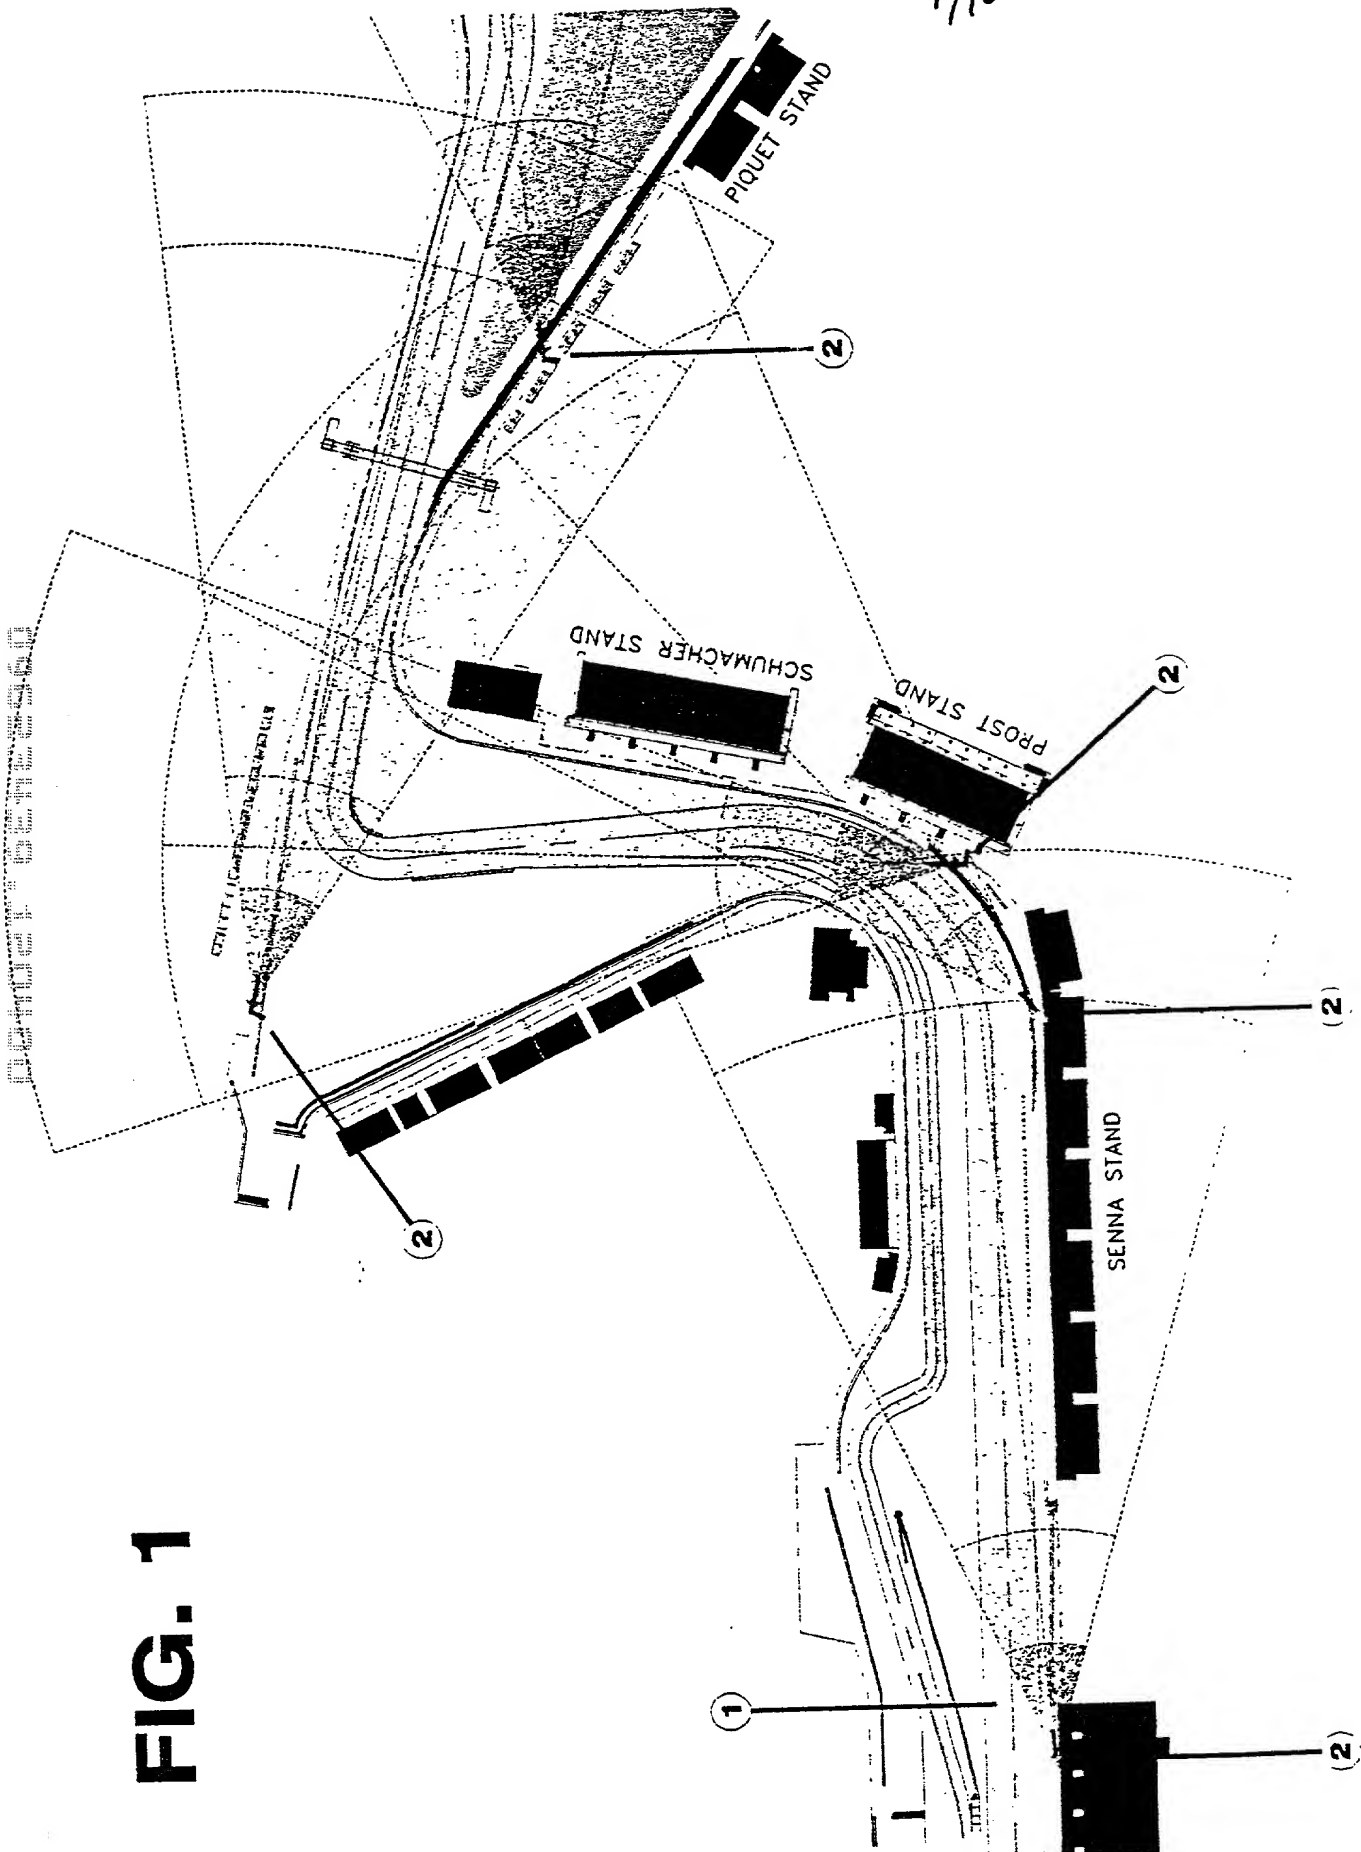 FIG. 1
PIQUET STAND
2
SCHUMACHER STAND
PROST STAND
2
2
2
SENNA STAND
1
2